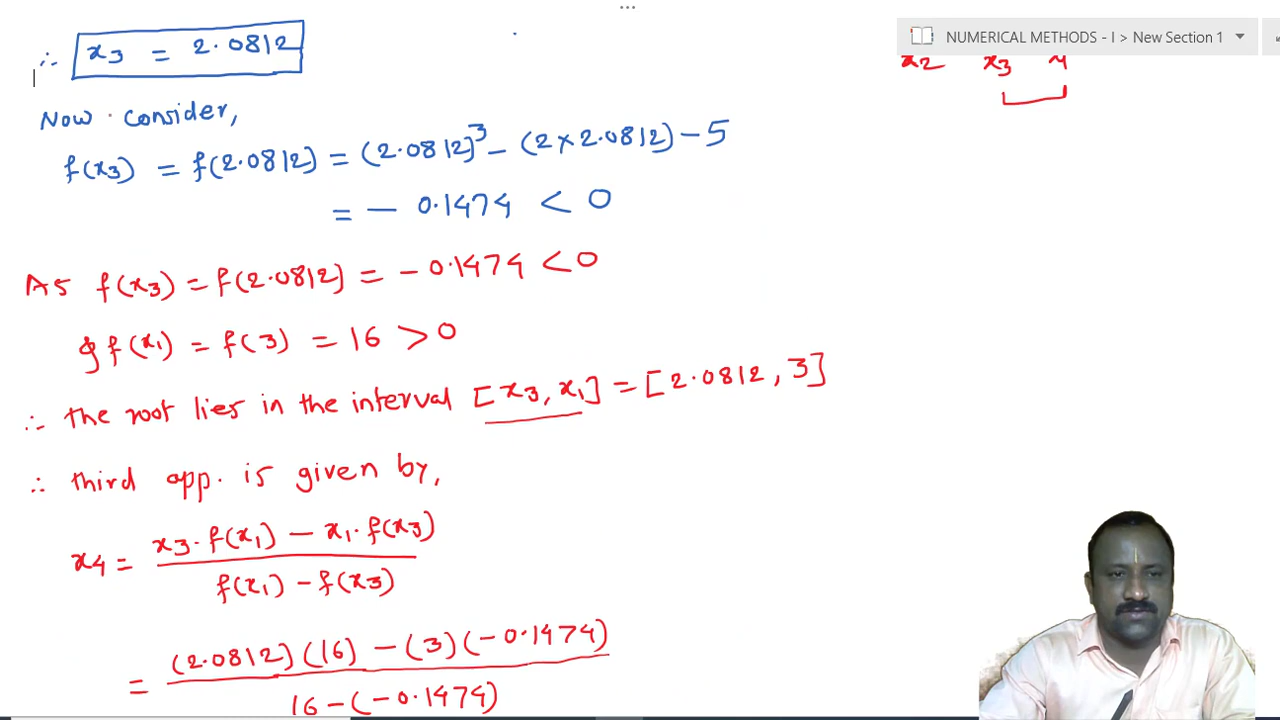 ...
NUMERICAL METHODS - I > New Section 1
x2 x3 x1
∴ x3 = 2.0812
Now consider,
f(x3) = f(2.0812) = (2.0812)^3 - (2 × 2.0812) - 5
= - 0.1474 < 0
As f(x3) = f(2.0812) = - 0.1474 < 0
& f(x1) = f(3) = 16 > 0
∴ the root lies in the interval [x3, x1] = [2.0812, 3]
∴ third app. is given by,
x4 = x3·f(x1) - x1·f(x3)
f(x1) - f(x3)
= (2.0812)(16) - (3)(-0.1474)
16 - (-0.1474)